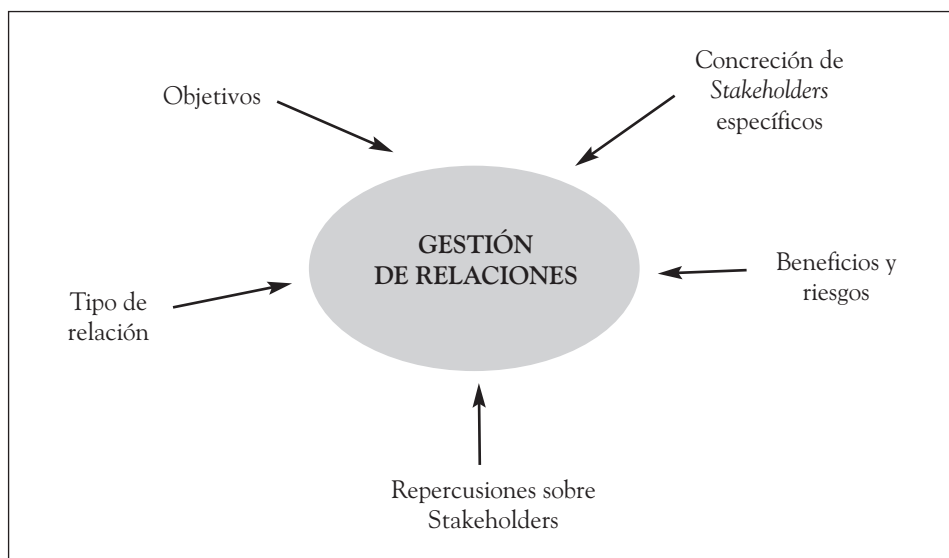 Objetivos
Concreción de
Stakeholders
específicos
GESTIÓN
DE RELACIONES
Beneficios y
riesgos
Tipo de
relación
Repercusiones sobre
Stakeholders